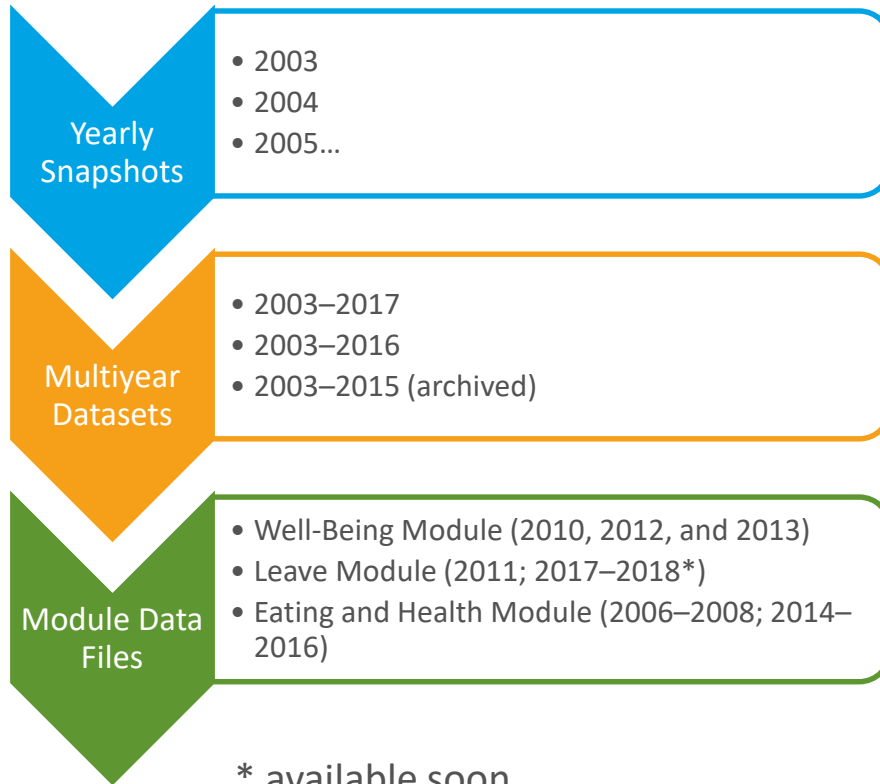 Yearly
Snapshots
• 2003
• 2004
• 2005…
Multiyear
Datasets
• 2003–2017
• 2003–2016
• 2003–2015 (archived)
Module Data
Files
• Well-Being Module (2010, 2012, and 2013)
• Leave Module (2011; 2017–2018*)
• Eating and Health Module (2006–2008; 2014–
2016)
* available soon